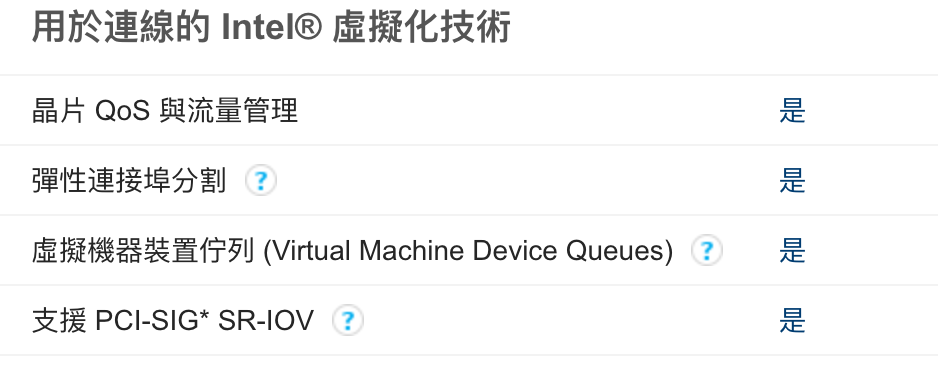 用於連線的 Intel® 虛擬化技術
晶片 QoS 與流量管理 是
彈性連接埠分割 ? 是
虛擬機器裝置佇列 (Virtual Machine Device Queues) ? 是
支援 PCI-SIG* SR-IOV ? 是